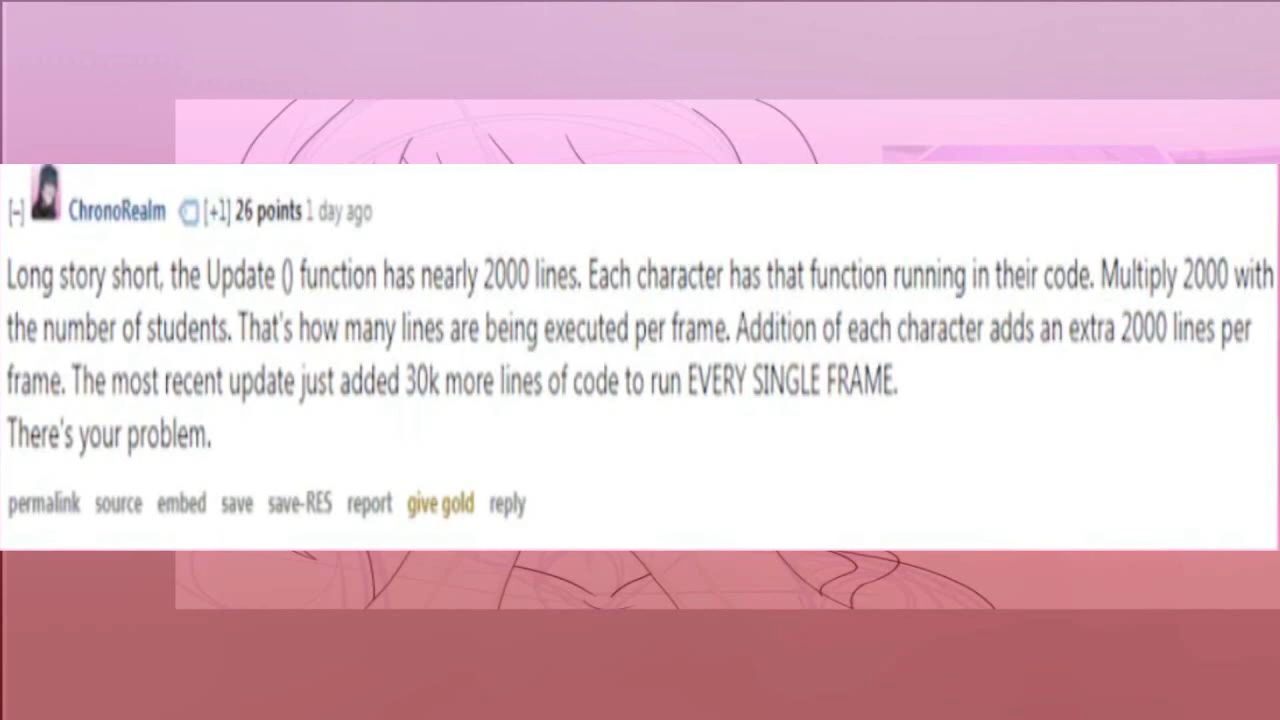 [-] ChronoRealm [+1] 26 points 1 day ago
Long story short, the Update () function has nearly 2000 lines. Each character has that function running in their code. Multiply 2000 with
the number of students. That's how many lines are being executed per frame. Addition of each character adds an extra 2000 lines per
frame. The most recent update just added 30k more lines of code to run EVERY SINGLE FRAME.
There's your problem.
permalink source embed save save-RES report give gold reply